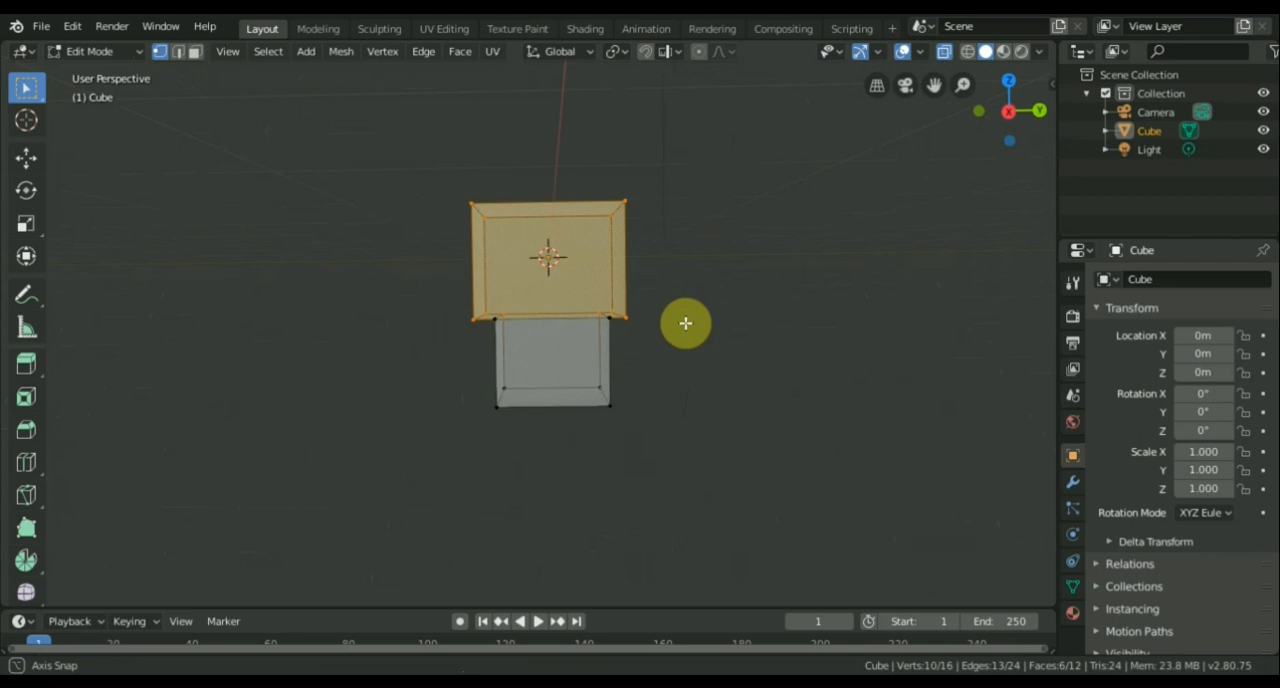 File Edit Render Window Help Layout Modeling Sculpting UV Editing Texture Paint Shading Animation Rendering Compositing Scripting + Scene View Layer
Edit Mode View Select Add Mesh Vertex Edge Face UV Global
User Perspective
(1) Cube
Z
Y
X
Scene Collection
Collection
Camera
Cube
Light
Cube
Cube
Transform
Location X 0m
Y 0m
Z 0m
Rotation X 0°
Y 0°
Z 0°
Scale X 1.000
Y 1.000
Z 1.000
Rotation Mode XYZ Eule
Delta Transform
Relations
Collections
Instancing
Motion Paths
Playback Keying View Marker 1 Start: 1 End: 250
1
Axis Snap
Cube | Verts:10/16 | Edges:13/24 | Faces:6/12 | Tris:24 | Mem: 23.8 MB | v2.80.75